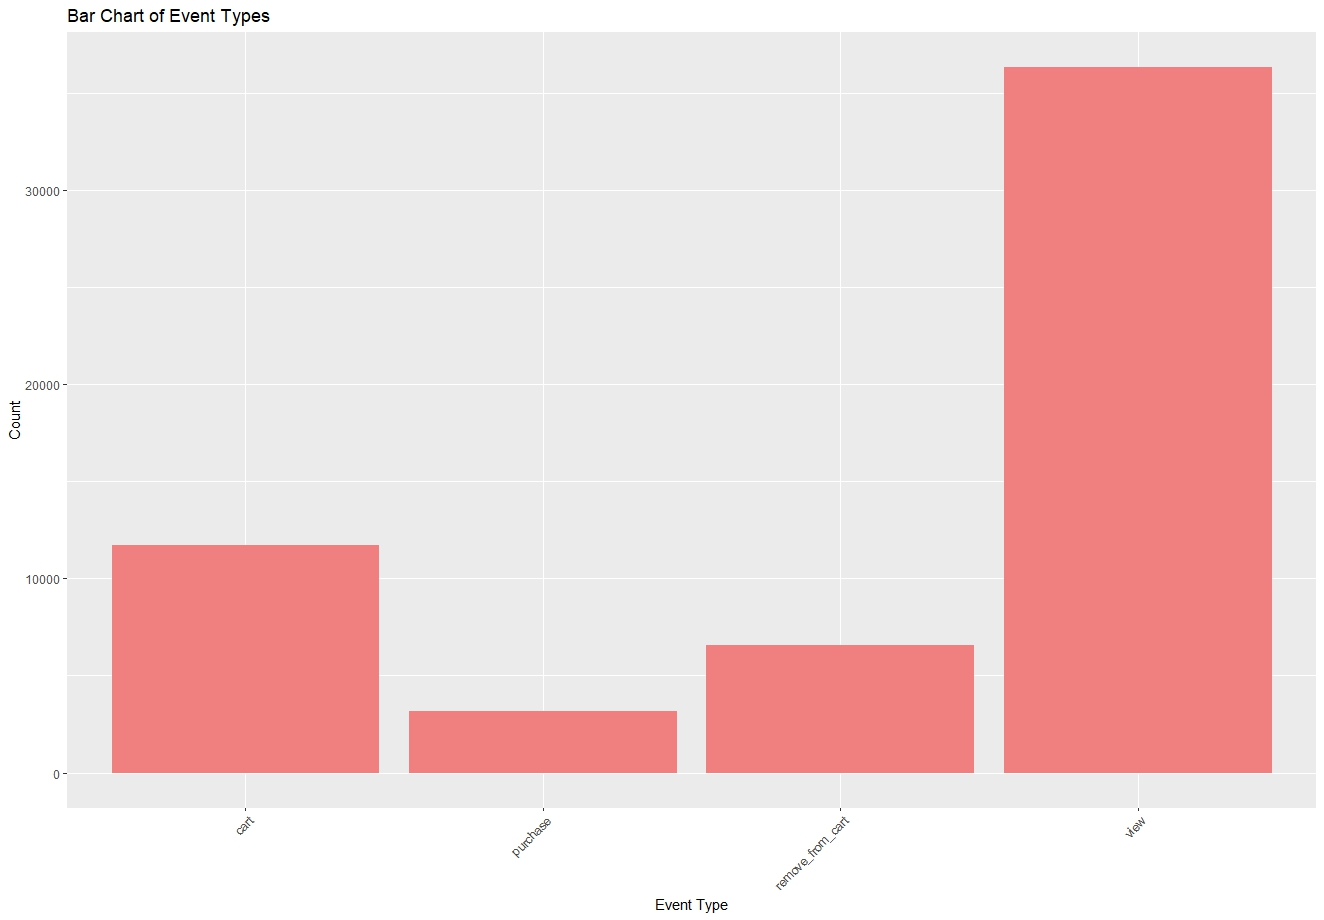 Bar Chart of Event Types
30000
20000
10000
0
Count
cart
purchase
remove_from_cart
view
Event Type